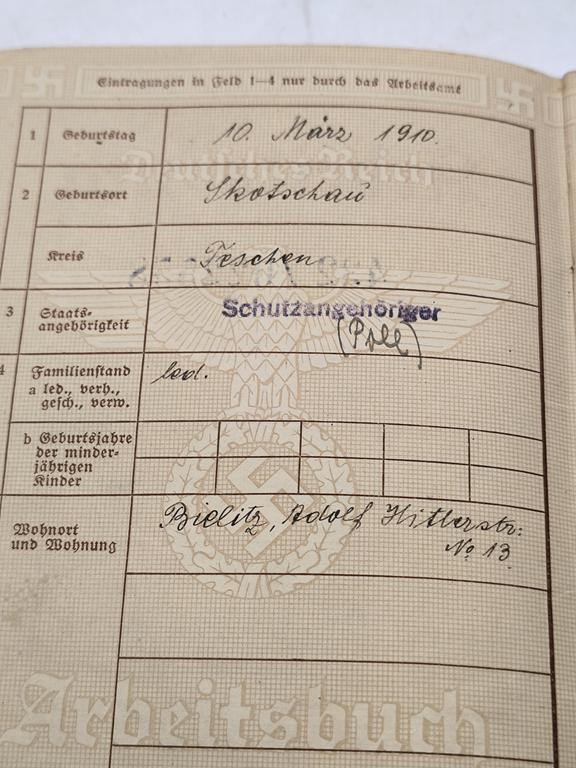 Eintragungen in Feld 1—4 nur durch das Arbeitsamt
Deutsches Reich
1 Geburtstag 10. März 1910.
2 Geburtsort Skotschau
Kreis Teschen
3 Staats-
angehörigkeit
Schutzangehöriger
(Pole)
4 Familienstand
a led., verh.,
gesch., verw.
led.
b Geburtsjahre
der minder-
jährigen
Kinder
Wohnort
und Wohnung
Bielitz, Adolf Hitlerstr:
No 13.
Arbeitsbuch